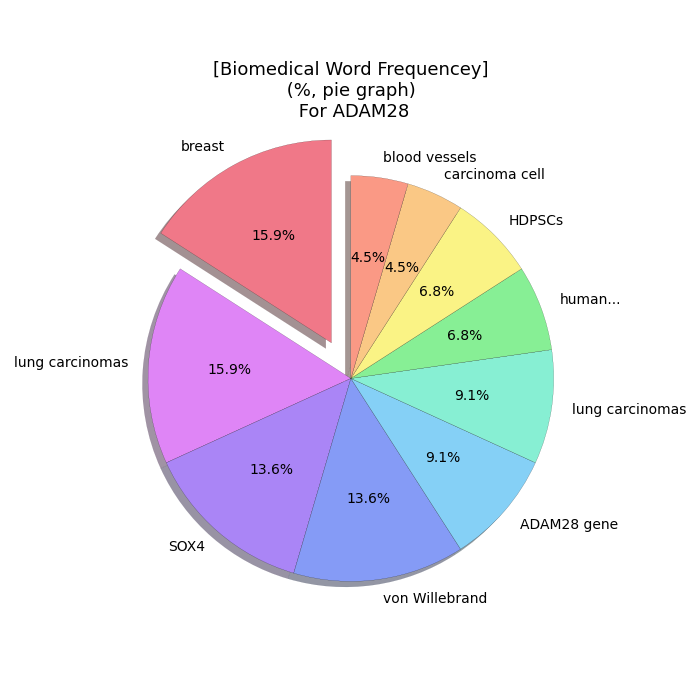 [Biomedical Word Frequencey]
(%, pie graph)
For ADAM28
breast
blood vessels
carcinoma cell
HDPSCs
human...
lung carcinomas
ADAM28 gene
von Willebrand
SOX4
lung carcinomas
15.9%
4.5%
4.5%
6.8%
6.8%
9.1%
9.1%
13.6%
13.6%
15.9%